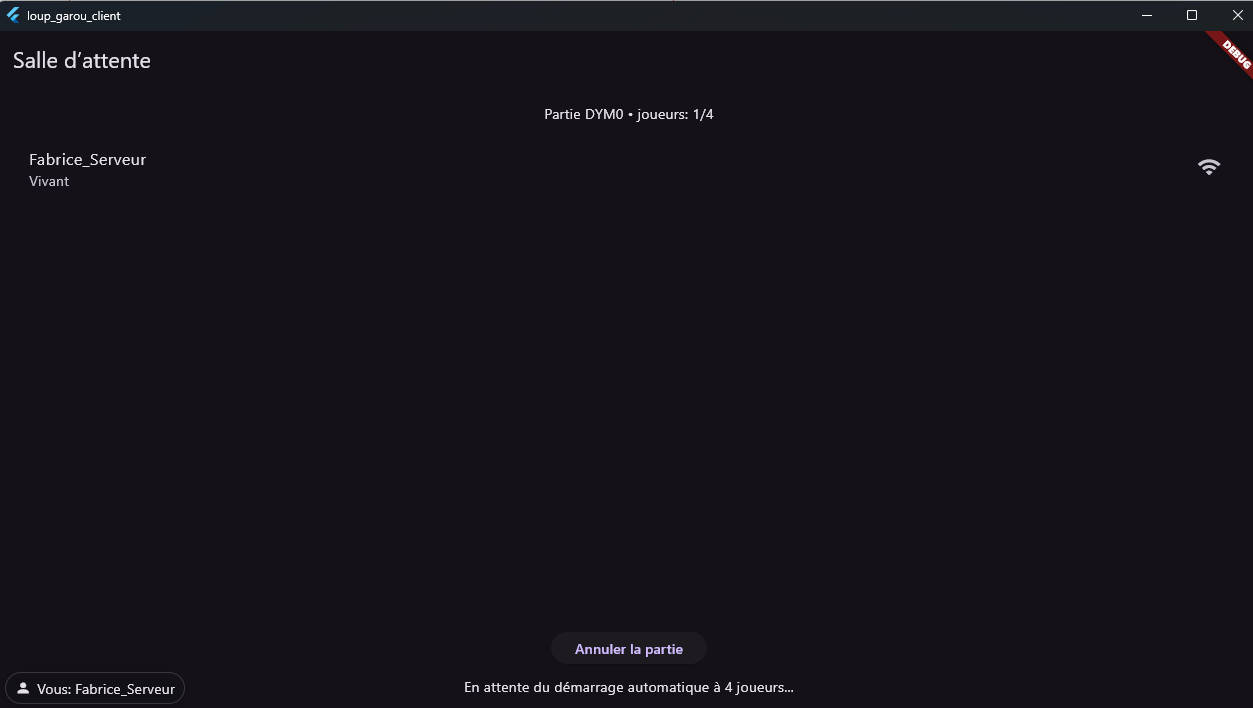 loup_garou_client
DEBUG
Salle d’attente
Partie DYM0 • joueurs: 1/4
Fabrice_Serveur
Vivant
Annuler la partie
En attente du démarrage automatique à 4 joueurs...
Vous: Fabrice_Serveur